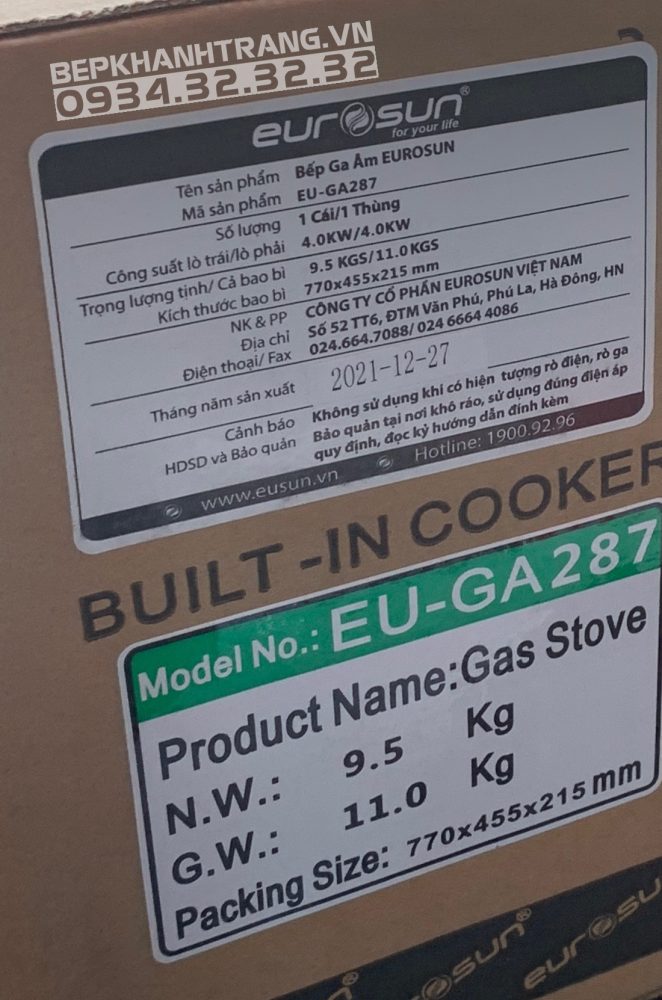 BEPKHANHTRANG.VN
0934.32.32.32
eurosun®
for your life
Tên sản phẩm Bếp Ga Âm EUROSUN
Mã sản phẩm EU-GA287
Số lượng 1 Cái/1 Thùng
Công suất lò trái/lò phải 4.0KW/4.0KW
Trọng lượng tịnh/ Cả bao bì 9.5 KGS/11.0 KGS
Kích thước bao bì 770x455x215 mm
NK & PP CÔNG TY CỔ PHẦN EUROSUN VIỆT NAM
Địa chỉ Số 52 TT6, ĐTM Văn Phú, Phú La, Hà Đông, HN
Điện thoại/ Fax 024.664.7088/ 024 6664 4086
Tháng năm sản xuất 2021-12-27
Cảnh báo Không sử dụng khi có hiện tượng rò điện, rò ga
HDSD và Bảo quản Bảo quản tại nơi khô ráo, sử dụng đúng điện áp
quy định, đọc kỹ hướng dẫn đính kèm
www.eusun.vn Hotline: 1900.92.96
BUILT-IN COOKER
Model No.: EU-GA287
Product Name:Gas Stove
N.W.: 9.5 Kg
G.W.: 11.0 Kg
Packing Size: 770x455x215 mm
eurosun® eurosu